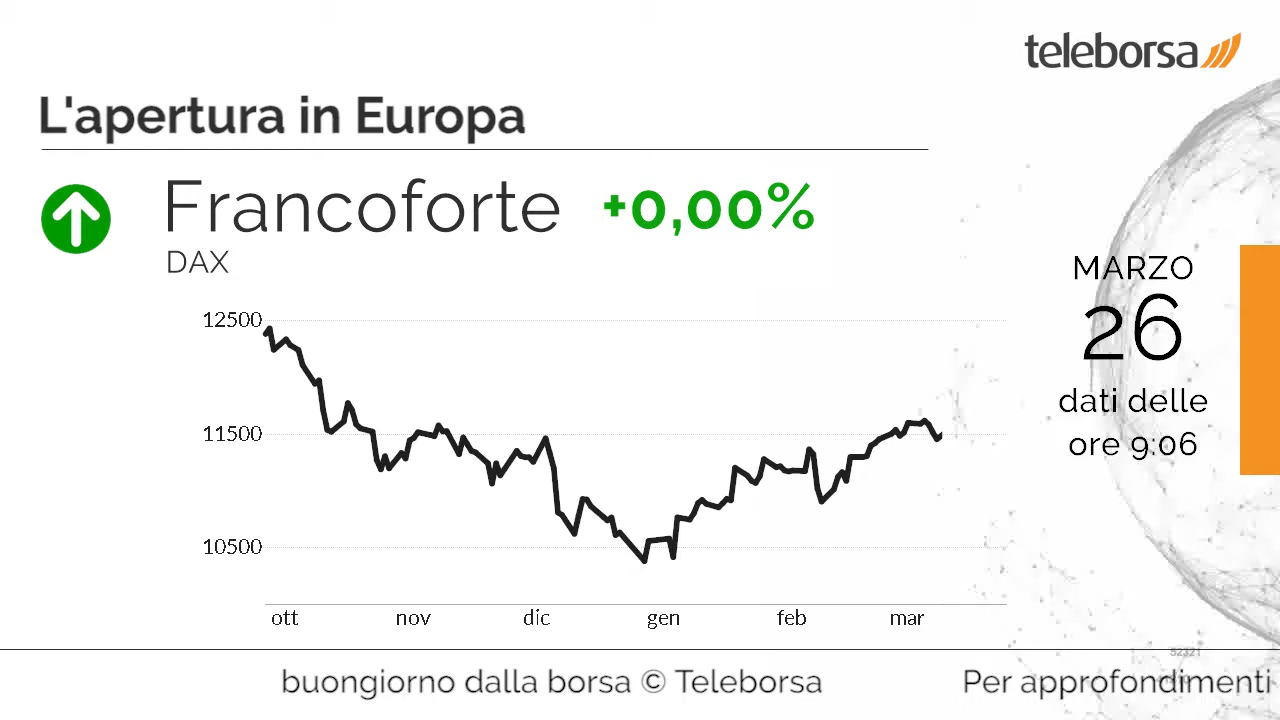 teleborsa
L'apertura in Europa
Francoforte +0,00%
DAX
MARZO
26
dati delle
ore 9:06
12500
11500
10500
ott nov dic gen feb mar
buongiorno dalla borsa © Teleborsa Per approfondimenti